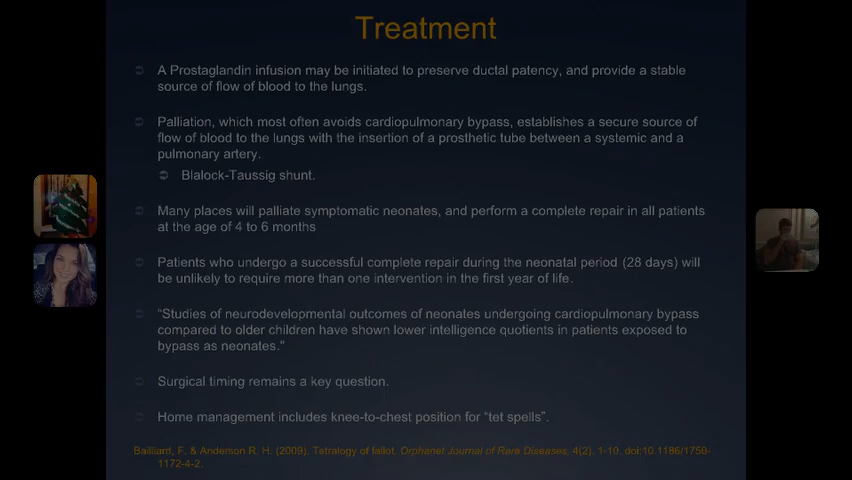 Treatment
A Prostaglandin infusion may be initiated to preserve ductal patency, and provide a stable
source of flow of blood to the lungs.
Palliation, which most often avoids cardiopulmonary bypass, establishes a secure source of
flow of blood to the lungs with the insertion of a prosthetic tube between a systemic and a
pulmonary artery.
Blalock-Taussig shunt.
Many places will palliate symptomatic neonates, and perform a complete repair in all patients
at the age of 4 to 6 months
Patients who undergo a successful complete repair during the neonatal period (28 days) will
be unlikely to require more than one intervention in the first year of life.
“Studies of neurodevelopmental outcomes of neonates undergoing cardiopulmonary bypass
compared to older children have shown lower intelligence quotients in patients exposed to
bypass as neonates."
Surgical timing remains a key question.
Home management includes knee-to-chest position for “tet spells”.
Bailliard, F. & Anderson R. H. (2009). Tetralogy of fallot. Orphanet Journal of Rare Diseases, 4(2). 1-10. doi:10.1186/1750-
1172-4-2.